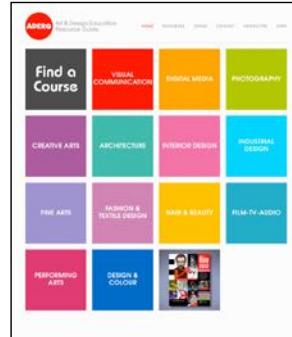 ADERG
Art & Design Education
Resource Guide
HOME
Find a
Course
VISUAL
COMMUNICATION
DIGITAL MEDIA
PHOTOGRAPHY
CREATIVE ARTS
ARCHITECTURE
INTERIOR DESIGN
INDUSTRIAL
DESIGN
FINE ARTS
FASHION &
TEXTILE DESIGN
HAIR & BEAUTY
FILM-TV-AUDIO
PERFORMING
ARTS
DESIGN &
COLOUR